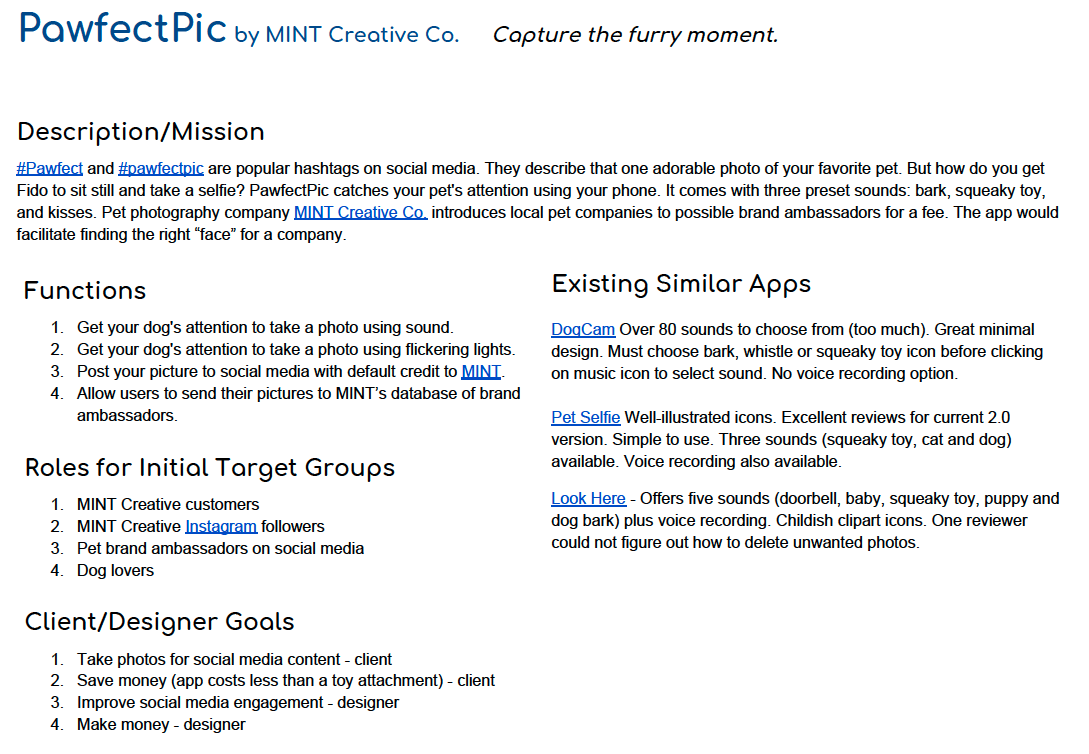 PawfectPic by MINT Creative Co. Capture the furry moment.
Description/Mission
#Pawfect and #pawfectpic are popular hashtags on social media. They describe that one adorable photo of your favorite pet. But how do you get
Fido to sit still and take a selfie? PawfectPic catches your pet's attention using your phone. It comes with three preset sounds: bark, squeaky toy,
and kisses. Pet photography company MINT Creative Co. introduces local pet companies to possible brand ambassadors for a fee. The app would
facilitate finding the right “face” for a company.
Functions
1. Get your dog's attention to take a photo using sound.
2. Get your dog's attention to take a photo using flickering lights.
3. Post your picture to social media with default credit to MINT.
4. Allow users to send their pictures to MINT’s database of brand
ambassadors.
Roles for Initial Target Groups
1. MINT Creative customers
2. MINT Creative Instagram followers
3. Pet brand ambassadors on social media
4. Dog lovers
Client/Designer Goals
1. Take photos for social media content - client
2. Save money (app costs less than a toy attachment) - client
3. Improve social media engagement - designer
4. Make money - designer
Existing Similar Apps
DogCam Over 80 sounds to choose from (too much). Great minimal
design. Must choose bark, whistle or squeaky toy icon before clicking
on music icon to select sound. No voice recording option.
Pet Selfie Well-illustrated icons. Excellent reviews for current 2.0
version. Simple to use. Three sounds (squeaky toy, cat and dog)
available. Voice recording also available.
Look Here - Offers five sounds (doorbell, baby, squeaky toy, puppy and
dog bark) plus voice recording. Childish clipart icons. One reviewer
could not figure out how to delete unwanted photos.